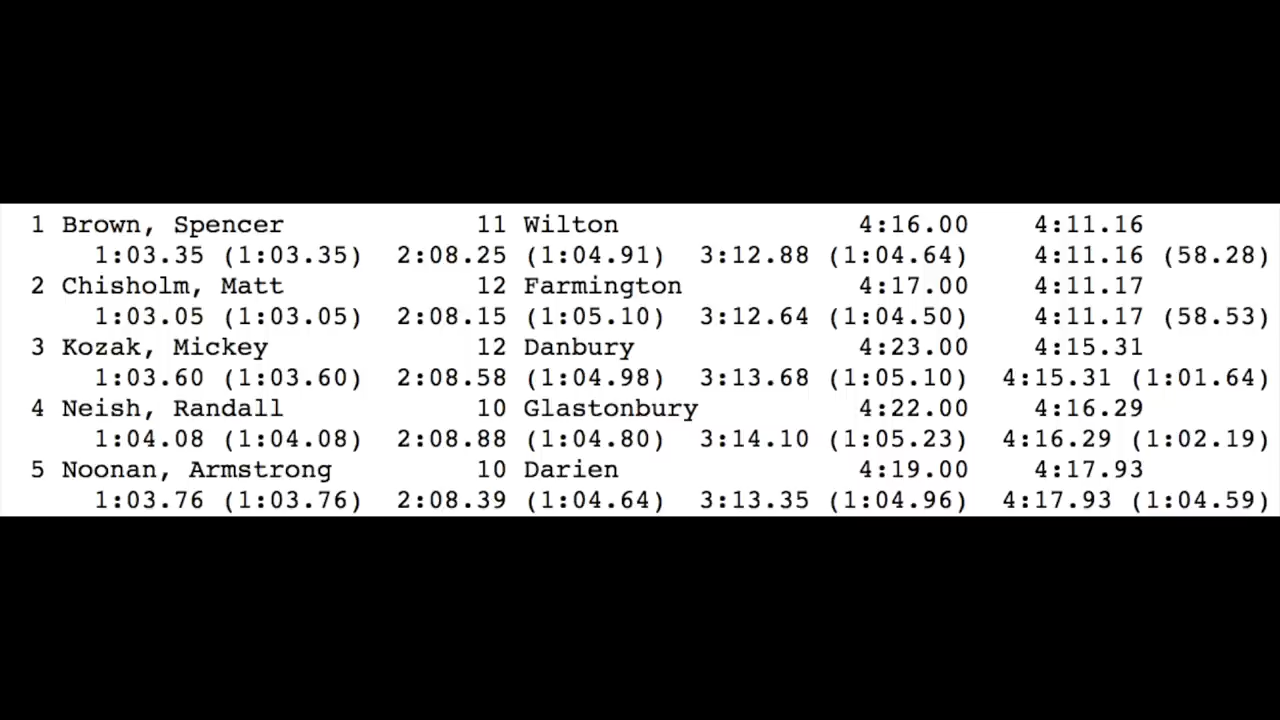 1 Brown, Spencer 11 Wilton 4:16.00 4:11.16
1:03.35 (1:03.35) 2:08.25 (1:04.91) 3:12.88 (1:04.64) 4:11.16 (58.28)
2 Chisholm, Matt 12 Farmington 4:17.00 4:11.17
1:03.05 (1:03.05) 2:08.15 (1:05.10) 3:12.64 (1:04.50) 4:11.17 (58.53)
3 Kozak, Mickey 12 Danbury 4:23.00 4:15.31
1:03.60 (1:03.60) 2:08.58 (1:04.98) 3:13.68 (1:05.10) 4:15.31 (1:01.64)
4 Neish, Randall 10 Glastonbury 4:22.00 4:16.29
1:04.08 (1:04.08) 2:08.88 (1:04.80) 3:14.10 (1:05.23) 4:16.29 (1:02.19)
5 Noonan, Armstrong 10 Darien 4:19.00 4:17.93
1:03.76 (1:03.76) 2:08.39 (1:04.64) 3:13.35 (1:04.96) 4:17.93 (1:04.59)